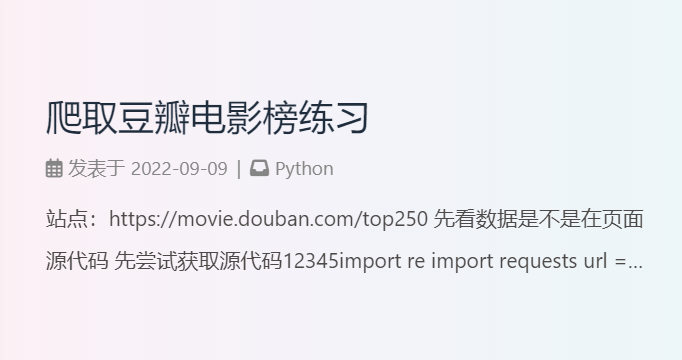 爬取豆瓣电影榜练习
发表于 2022-09-09 | Python
站点：https://movie.douban.com/top250 先看数据是不是在页面
源代码 先尝试获取源代码12345import re import requests url =...